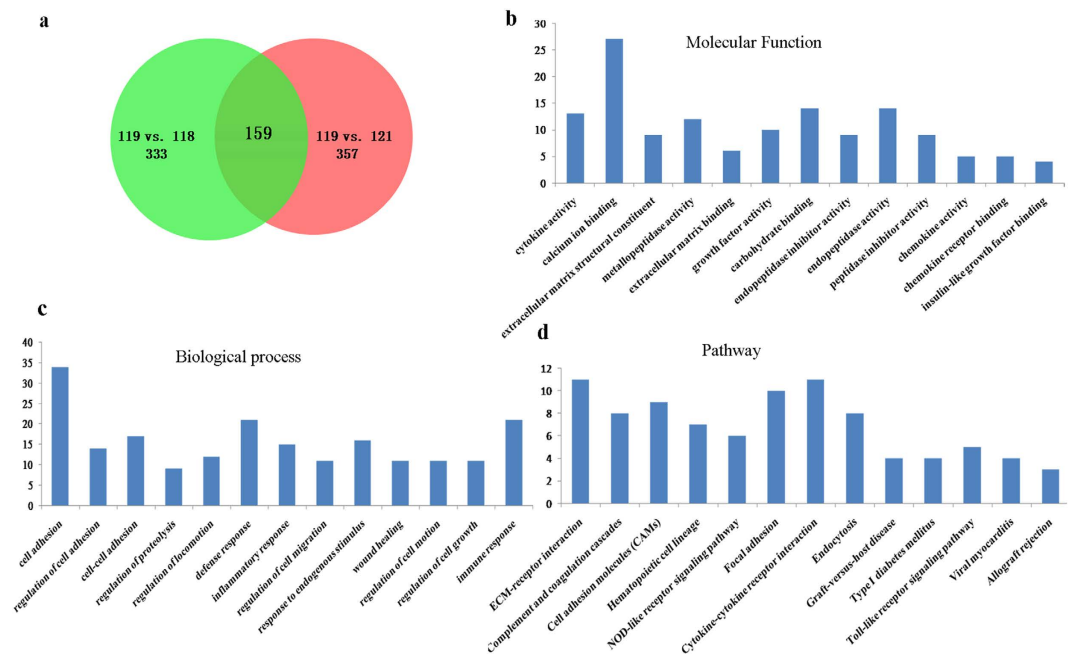 a
119 vs. 118
333
159
119 vs. 121
357
b
Molecular Function
30
25
20
15
10
5
0
cytokine activity
calcium ion binding
extracellular matrix structural constituent
metallopeptidase activity
extracellular matrix binding
growth factor activity
carbohydrate binding
endopeptidase inhibitor activity
endopeptidase activity
peptidase inhibitor activity
chemokine activity
chemokine receptor binding
insulin-like growth factor binding
c
Biological process
40
35
30
25
20
15
10
5
0
cell adhesion
regulation of cell adhesion
cell-cell adhesion
regulation of proteolysis
regulation of locomotion
defense response
inflammatory response
regulation of cell migration
response to endogenous stimulus
wound healing
regulation of cell motion
regulation of cell growth
immune response
d
Pathway
12
10
8
6
4
2
0
ECM-receptor interaction
Complement and coagulation cascades
Cell adhesion molecules (CAMs)
Hematopoietic cell lineage
NOD-like receptor signaling pathway
Focal adhesion
Cytokine-cytokine receptor interaction
Endocytosis
Graft-versus-host disease
Type I diabetes mellitus
Toll-like receptor signaling pathway
Viral myocarditis
Allograft rejection